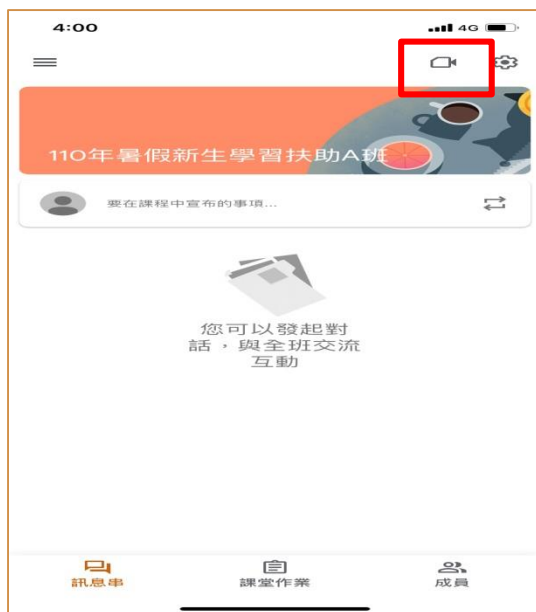 4:00
4G
110年暑假新生學習扶助A班
要在課程中宣布的事項...
您可以發起對
話，與全班交流
互動
訊息串
課堂作業
成員